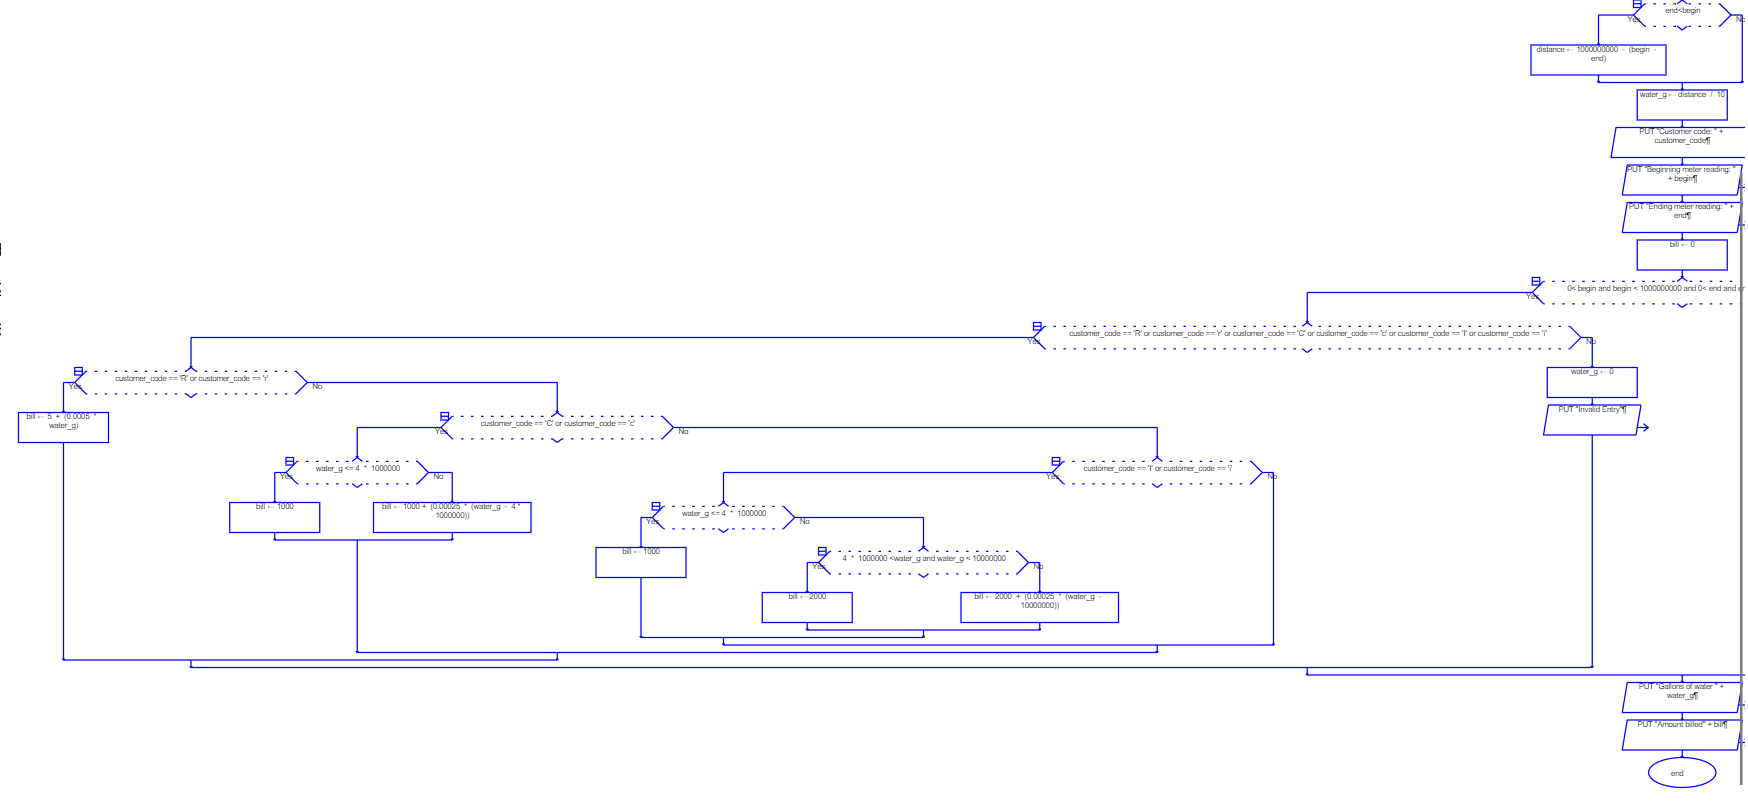 end<begin
Yes
No
distance ← 1000000000 - (begin -
end)
water_g ← distance / 10
PUT "Customer code: " +
customer_code¶
PUT "Beginning meter reading: "
+ begin¶
PUT "Ending meter reading: " +
end¶
bill ← 0
0< begin and begin < 1000000000 and 0< end and
Yes
customer_code == 'R' or customer_code == 'r' or customer_code == 'C' or customer_code == 'c' or customer_code == 'I' or customer_code == 'i'
Yes
No
water_g ← 0
PUT "Invalid Entry"¶
customer_code == 'R' or customer_code == 'r'
Yes
No
bill ← 5 + (0.0005 *
water_g)
customer_code == 'C' or customer_code == 'c'
Yes
No
water_g <= 4 * 1000000
Yes
No
bill ← 1000
bill ← 1000 + (0.00025 * (water_g - 4 *
1000000))
customer_code == 'I' or customer_code == 'i'
Yes
No
water_g <= 4 * 1000000
Yes
No
bill ← 1000
4 * 1000000 <water_g and water_g < 10000000
Yes
No
bill ← 2000
bill ← 2000 + (0.00025 * (water_g -
10000000))
PUT "Gallons of water " +
water_g¶
PUT "Amount billed" + bill¶
end